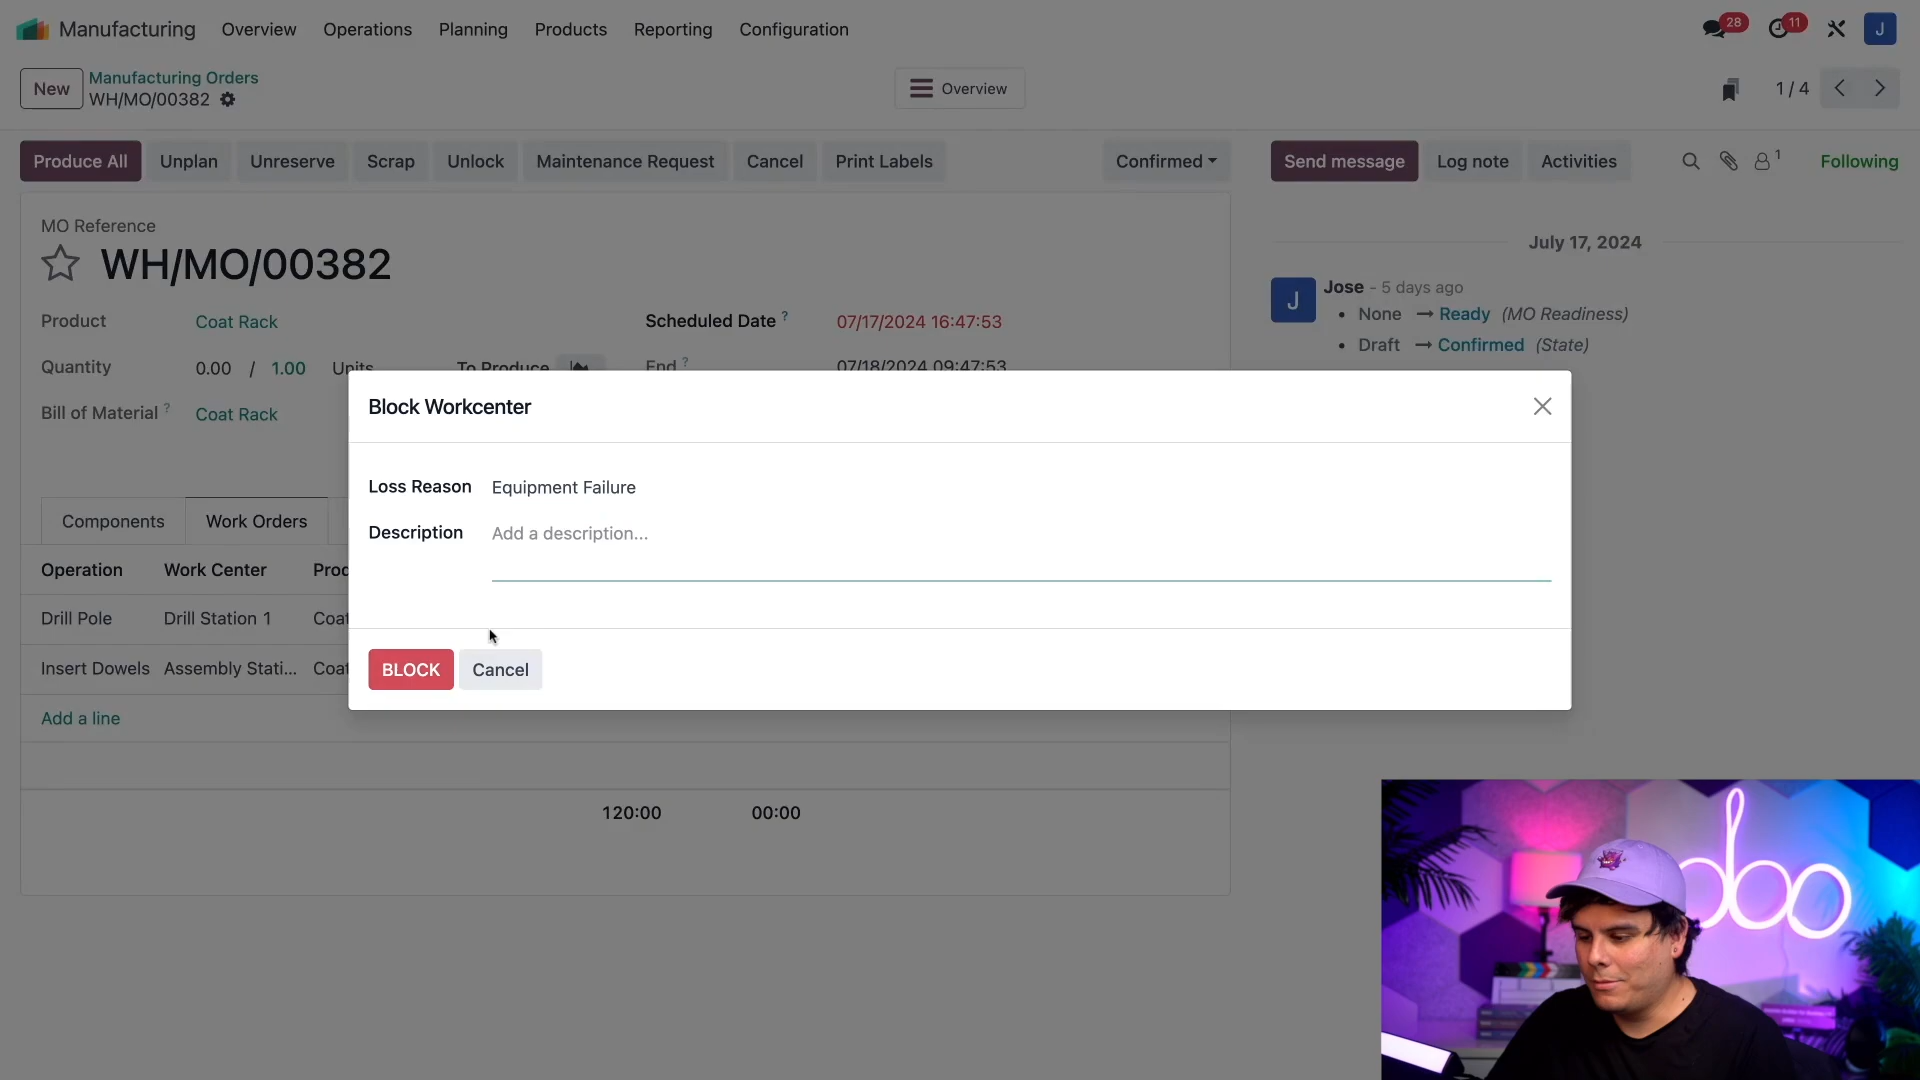 Manufacturing Overview Operations Planning Products Reporting Configuration 28 11 J
New Manufacturing Orders
WH/MO/00382
Overview
1 / 4
Produce All Unplan Unreserve Scrap Unlock Maintenance Request Cancel Print Labels Confirmed
Send message Log note Activities 1 Following
MO Reference
WH/MO/00382
Product Coat Rack
Scheduled Date ? 07/17/2024 16:47:53
Quantity 0.00 / 1.00 Units To Produce
End ? 07/18/2024 09:47:53
Bill of Material ? Coat Rack
July 17, 2024
J Jose - 5 days ago
None → Ready (MO Readiness)
Draft → Confirmed (State)
Block Workcenter
Loss Reason Equipment Failure
Description Add a description...
BLOCK Cancel
Components Work Orders
Operation Work Center
Drill Pole Drill Station 1
Insert Dowels Assembly Stati...
Add a line
120:00 00:00